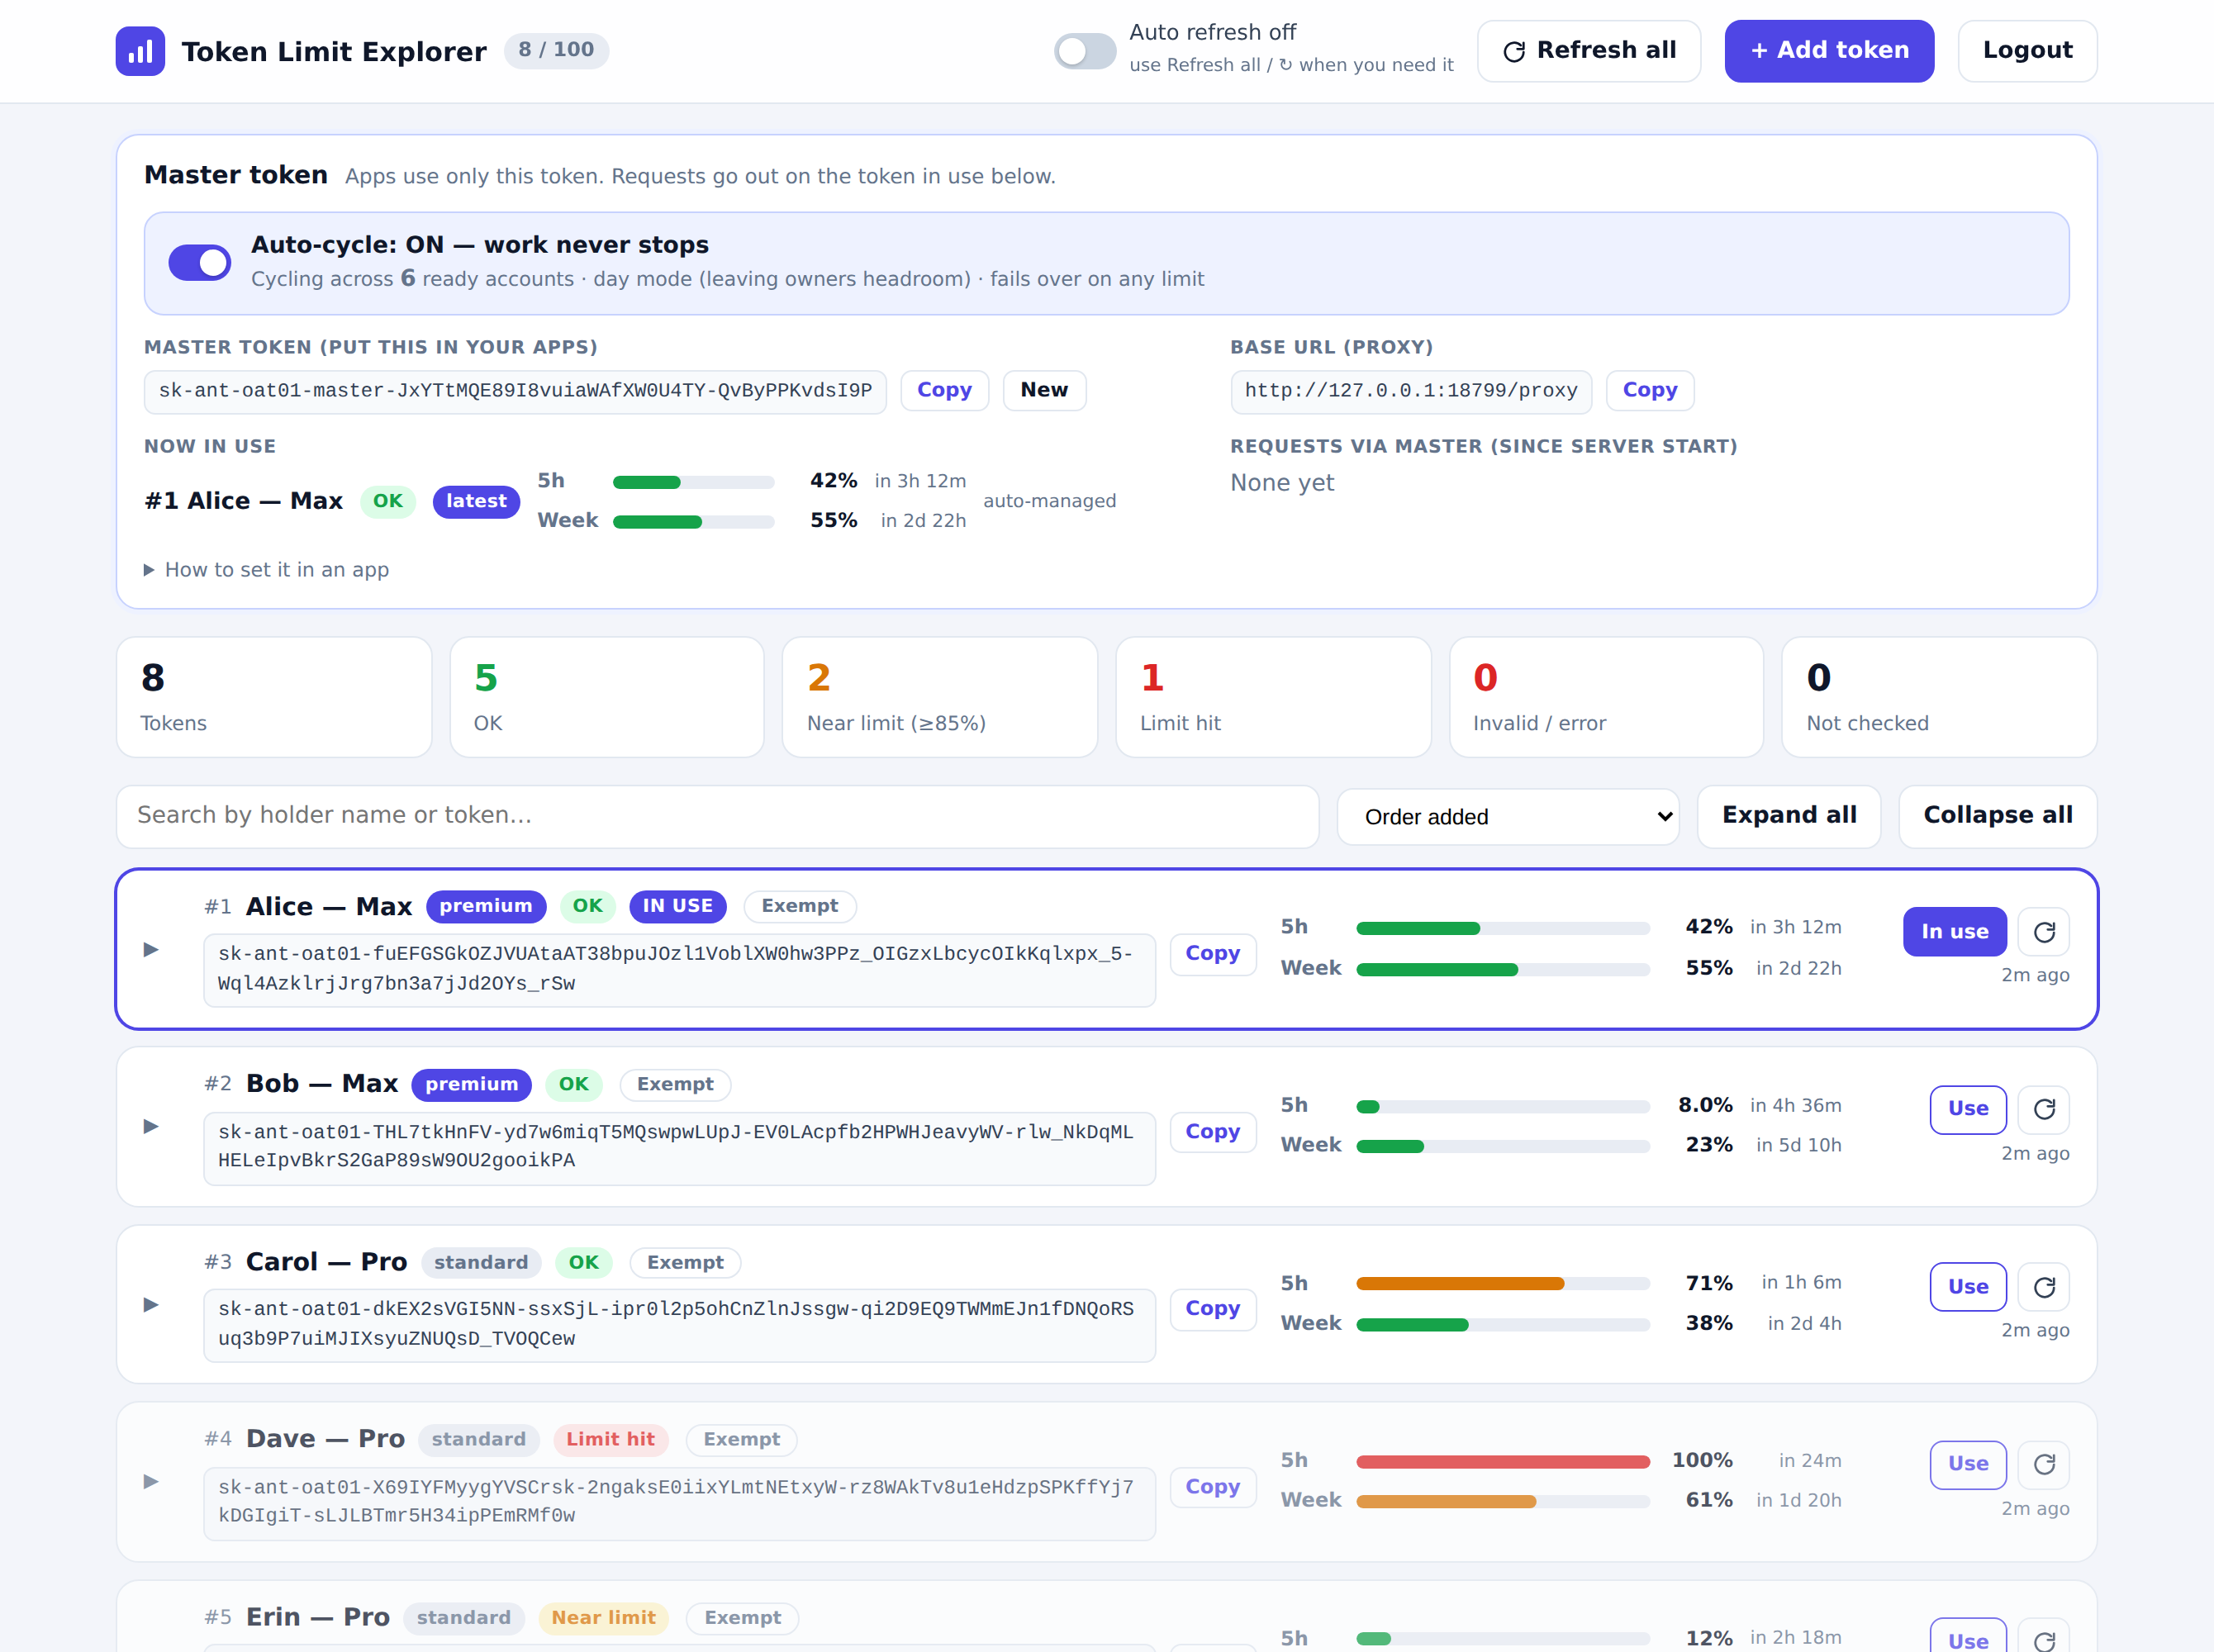 Token Limit Explorer 8 / 100
Auto refresh off
use Refresh all / ↻ when you need it
Refresh all
+ Add token
Logout
Master token Apps use only this token. Requests go out on the token in use below.
Auto-cycle: ON — work never stops
Cycling across 6 ready accounts · day mode (leaving owners headroom) · fails over on any limit
MASTER TOKEN (PUT THIS IN YOUR APPS)
sk-ant-oat01-master-JxYTtMQE89I8vuiaWAfXW0U4TY-QvByPPKvdsI9P Copy New
BASE URL (PROXY)
http://127.0.0.1:18799/proxy Copy
NOW IN USE
#1 Alice — Max OK latest
5h 42% in 3h 12m
Week 55% in 2d 22h
auto-managed
REQUESTS VIA MASTER (SINCE SERVER START)
None yet
▶ How to set it in an app
8
Tokens
5
OK
2
Near limit (≥85%)
1
Limit hit
0
Invalid / error
0
Not checked
Search by holder name or token…
Order added
Expand all
Collapse all
#1 Alice — Max premium OK IN USE Exempt
sk-ant-oat01-fuEFGSGkOZJVUAtaAT38bpuJOzl1VoblXW0hw3PPz_OIGzxLbcycOIkKqlxpx_5-
Wql4AzklrjJrg7bn3a7jJd2OYs_rSw
Copy
5h 42% in 3h 12m
Week 55% in 2d 22h
In use
2m ago
#2 Bob — Max premium OK Exempt
sk-ant-oat01-THL7tkHnFV-yd7w6miqT5MQswpwLUpJ-EV0LAcpfb2HPWHJeavyWV-rlw_NkDqML
HELeIpvBkrS2GaP89sW9OU2gooikPA
Copy
5h 8.0% in 4h 36m
Week 23% in 5d 10h
Use
2m ago
#3 Carol — Pro standard OK Exempt
sk-ant-oat01-dkEX2sVGI5NN-ssxSjL-ipr0l2p5ohCnZlnJssgw-qi2D9EQ9TWMmEJn1fDNQoRS
uq3b9P7uiMJIXsyuZNUQsD_TVOQCew
Copy
5h 71% in 1h 6m
Week 38% in 2d 4h
Use
2m ago
#4 Dave — Pro standard Limit hit Exempt
sk-ant-oat01-X69IYFMyygYVSCrsk-2ngaksE0iixYLmtNEtxyW-rz8WAkTv8u1eHdzpSPKffYj7
kDGIgiT-sLJLBTmr5H34ipPEmRMf0w
Copy
5h 100% in 24m
Week 61% in 1d 20h
Use
2m ago
#5 Erin — Pro standard Near limit Exempt
5h 12% in 2h 18m
Use